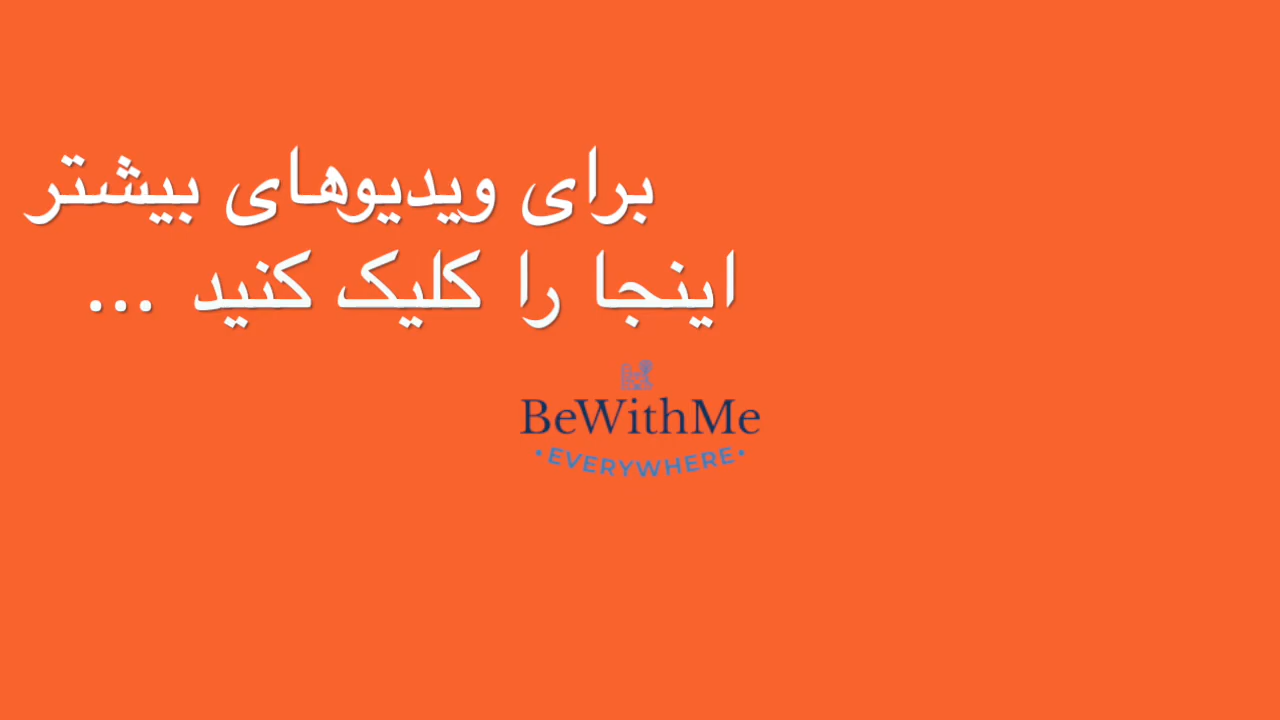 برای ویدیوهای بیشتر
اینجا را کلیک کنید ...
BeWithMe
• EVERYWHERE •